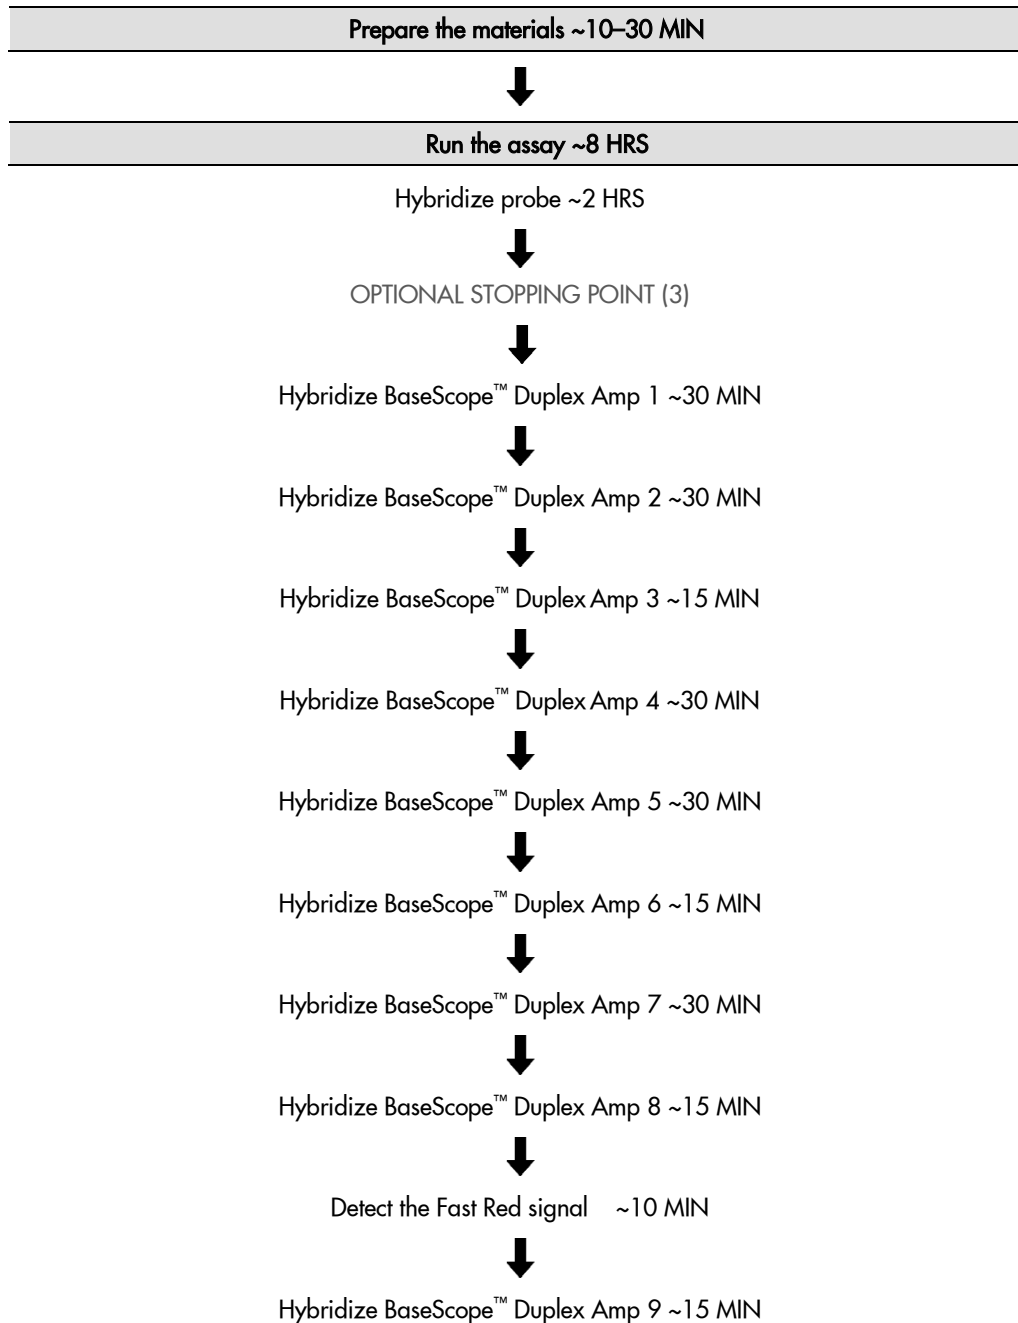 Prepare the materials ~10–30 MIN
Run the assay ~8 HRS
Hybridize probe ~2 HRS
OPTIONAL STOPPING POINT (3)
Hybridize BaseScope™ Duplex Amp 1 ~30 MIN
Hybridize BaseScope™ Duplex Amp 2 ~30 MIN
Hybridize BaseScope™ Duplex Amp 3 ~15 MIN
Hybridize BaseScope™ Duplex Amp 4 ~30 MIN
Hybridize BaseScope™ Duplex Amp 5 ~30 MIN
Hybridize BaseScope™ Duplex Amp 6 ~15 MIN
Hybridize BaseScope™ Duplex Amp 7 ~30 MIN
Hybridize BaseScope™ Duplex Amp 8 ~15 MIN
Detect the Fast Red signal ~10 MIN
Hybridize BaseScope™ Duplex Amp 9 ~15 MIN